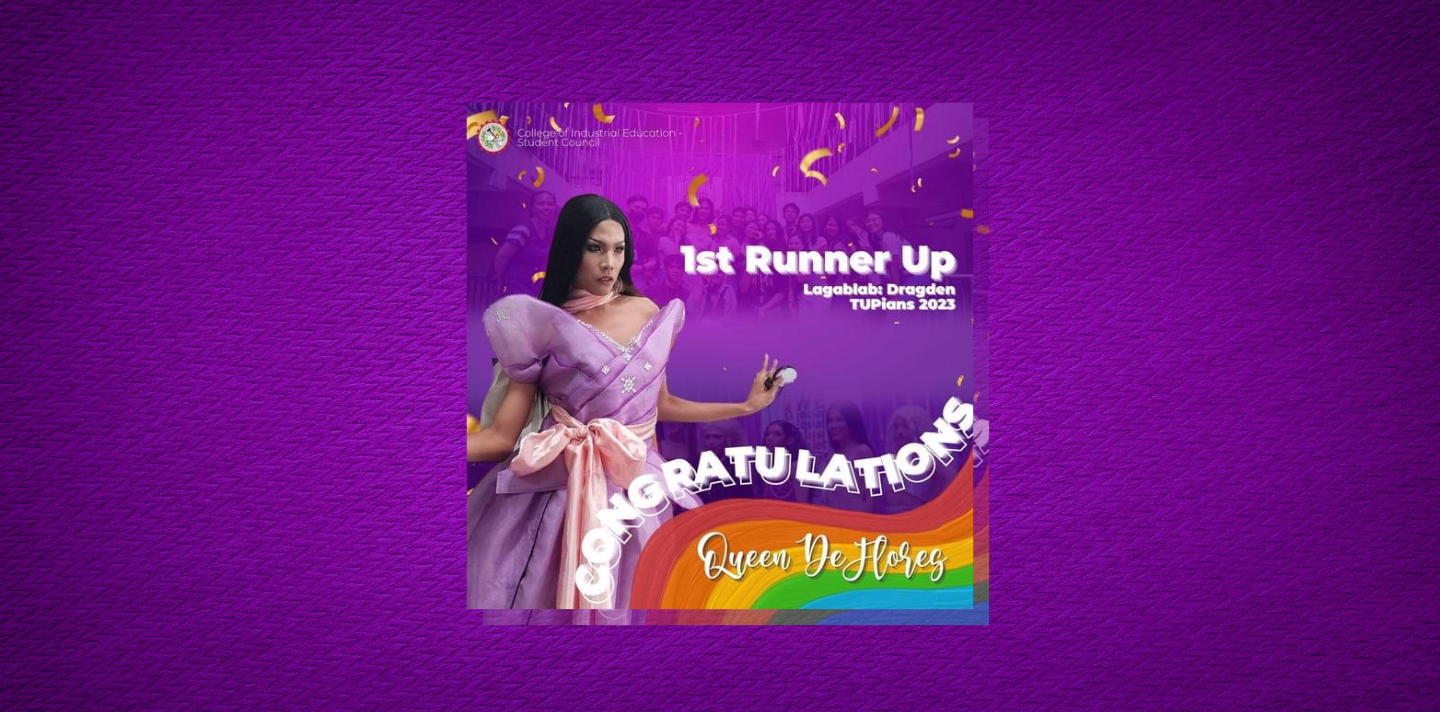 College of Industrial Education -
Student Council
1st Runner Up
Lagablab: Dragden
TUPians 2023
CONGRATULATIONS
Queen De Flores